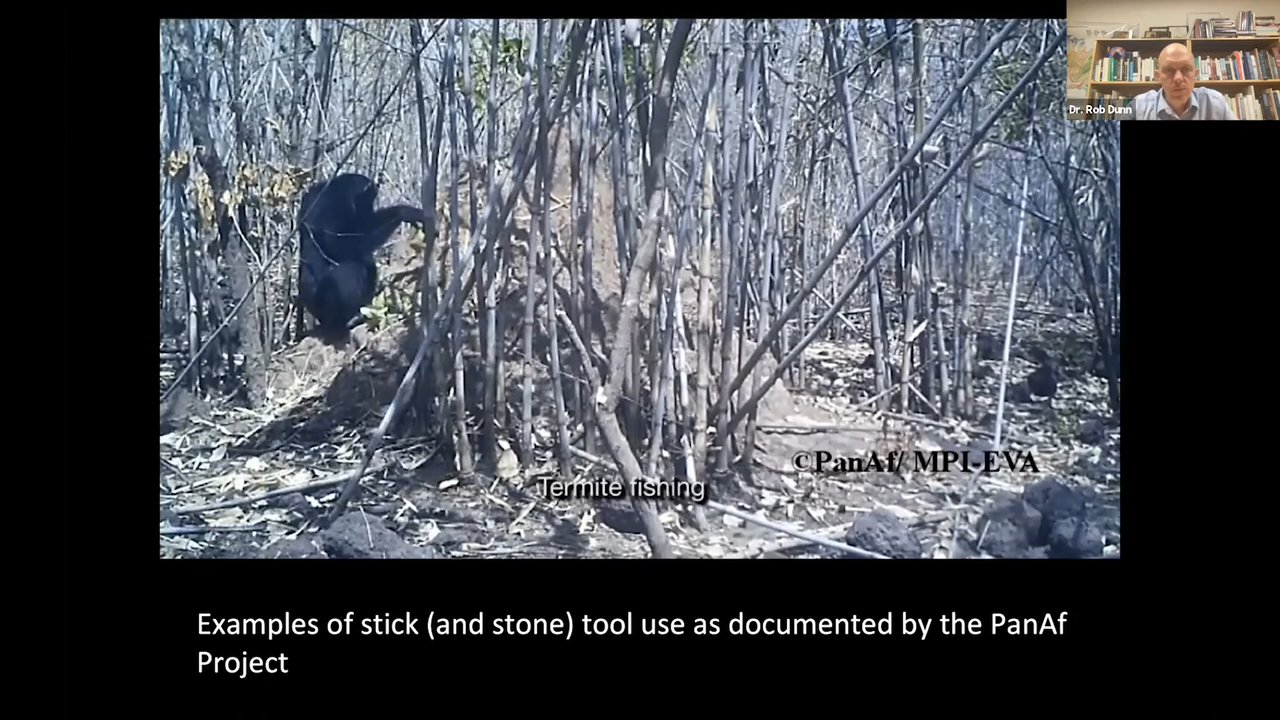 Dr. Rob Dunn
©PanAf/ MPI-EVA
Termite fishing
Examples of stick (and stone) tool use as documented by the PanAf
Project